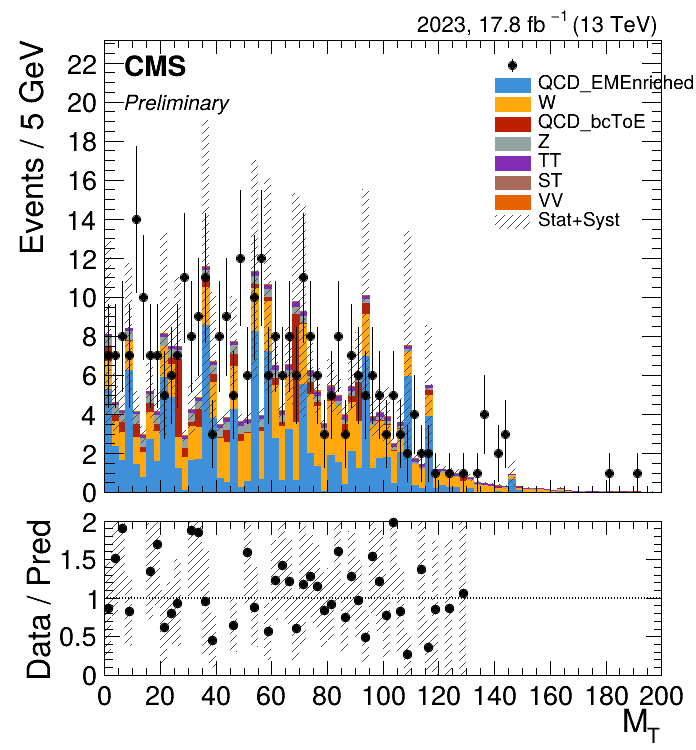 2023, 17.8 fb⁻¹ (13 TeV)
CMS
Preliminary
QCD_EMEnriched
W
QCD_bcToE
Z
TT
ST
VV
Stat+Syst
Events / 5 GeV
22
20
18
16
14
12
10
8
6
4
2
0
Data / Pred
2
1.5
1
0.5
0
0 20 40 60 80 100 120 140 160 180 200
M_T